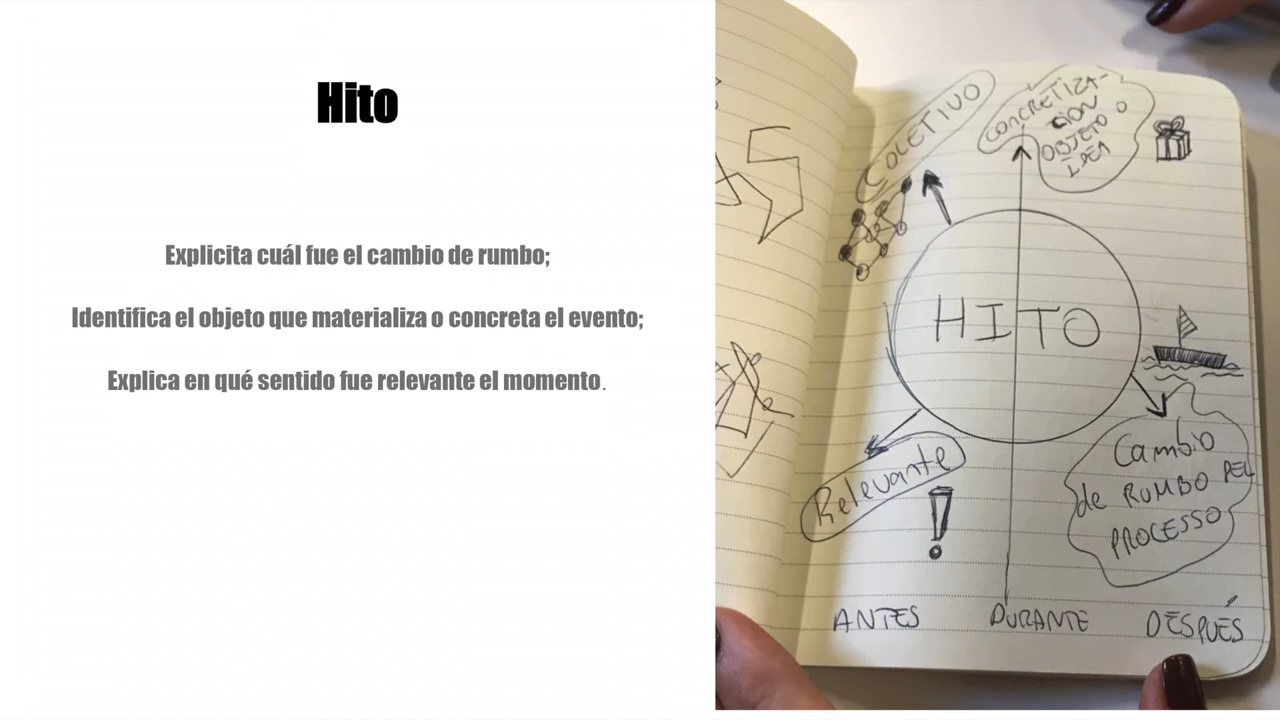 Hito
Explicita cuál fue el cambio de rumbo;
Identifica el objeto que materializa o concreta el evento;
Explica en qué sentido fue relevante el momento.
COLETIVO
CONCRETIZA-
CIÓN
OBJETO O
IDEA
HITO
Relevante
Cambio
de RUMBO DEL
PROCESSO
ANTES
DURANTE
DESPUÉS